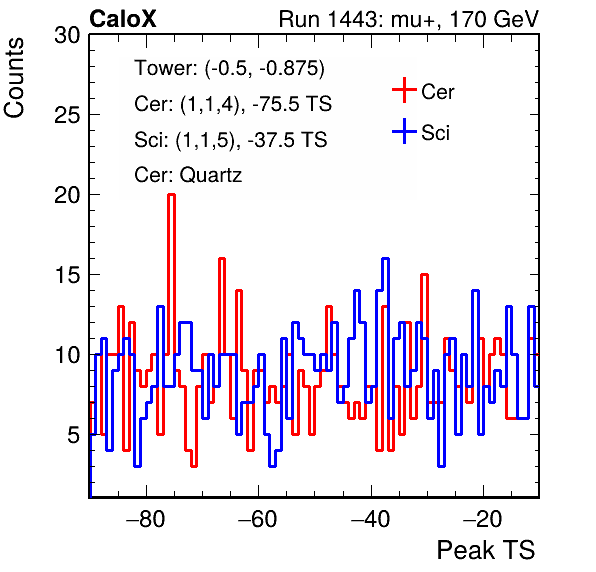 CaloX Run 1443: mu+, 170 GeV
Counts
30
25
20
15
10
5
Tower: (-0.5, -0.875)
Cer: (1,1,4), -75.5 TS
Sci: (1,1,5), -37.5 TS
Cer: Quartz
Cer
Sci
−80 −60 −40 −20
Peak TS